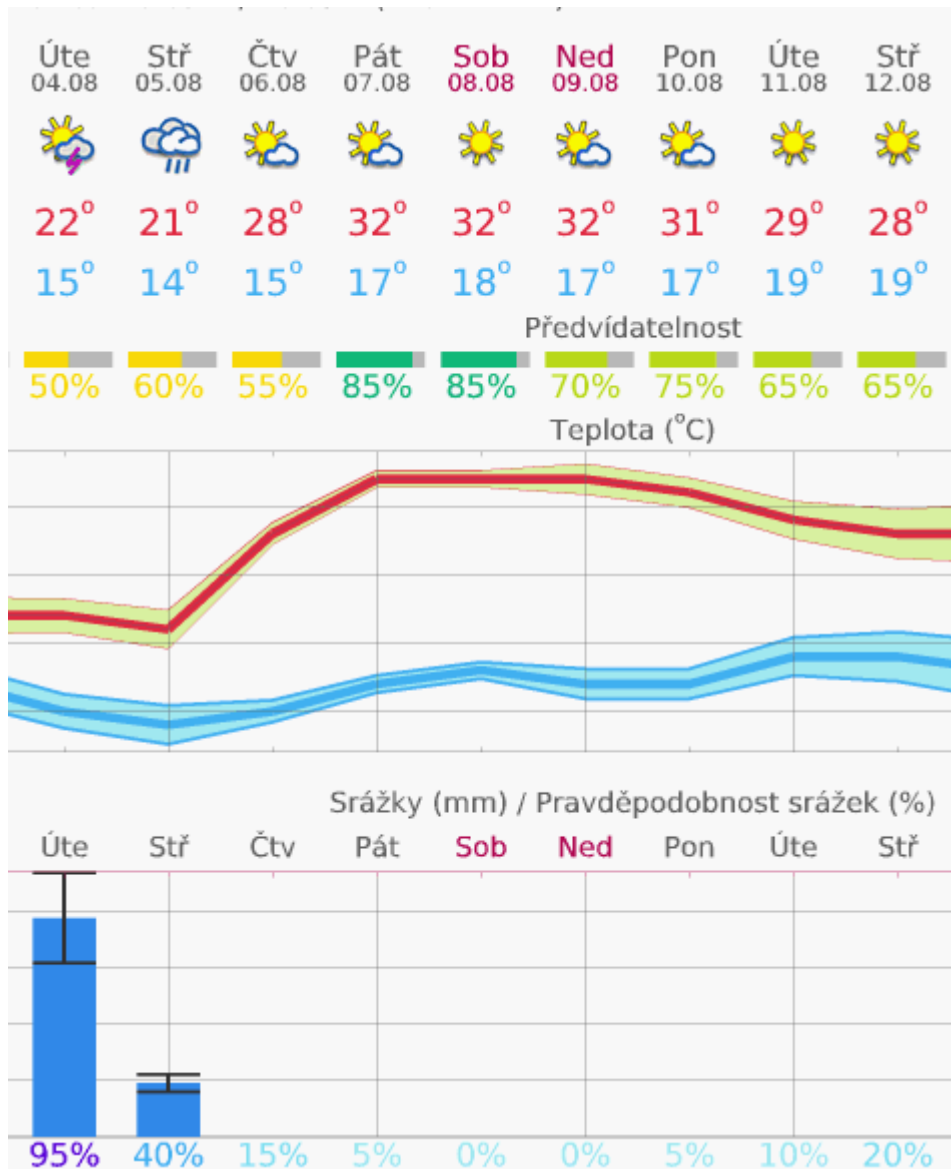 Úte Stř Čtv Pát Sob Ned Pon Úte Stř
04.08 05.08 06.08 07.08 08.08 09.08 10.08 11.08 12.08
22° 21° 28° 32° 32° 32° 31° 29° 28°
15° 14° 15° 17° 18° 17° 17° 19° 19°
Předvídatelnost
50% 60% 55% 85% 85% 70% 75% 65% 65%
Teplota (°C)
Srážky (mm) / Pravděpodobnost srážek (%)
Úte Stř Čtv Pát Sob Ned Pon Úte Stř
95% 40% 15% 5% 0% 0% 5% 10% 20%